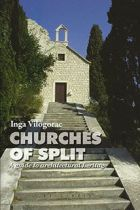 Inga Vilogorac
CHURCHES
OF SPLIT
A guide to architectural heritage